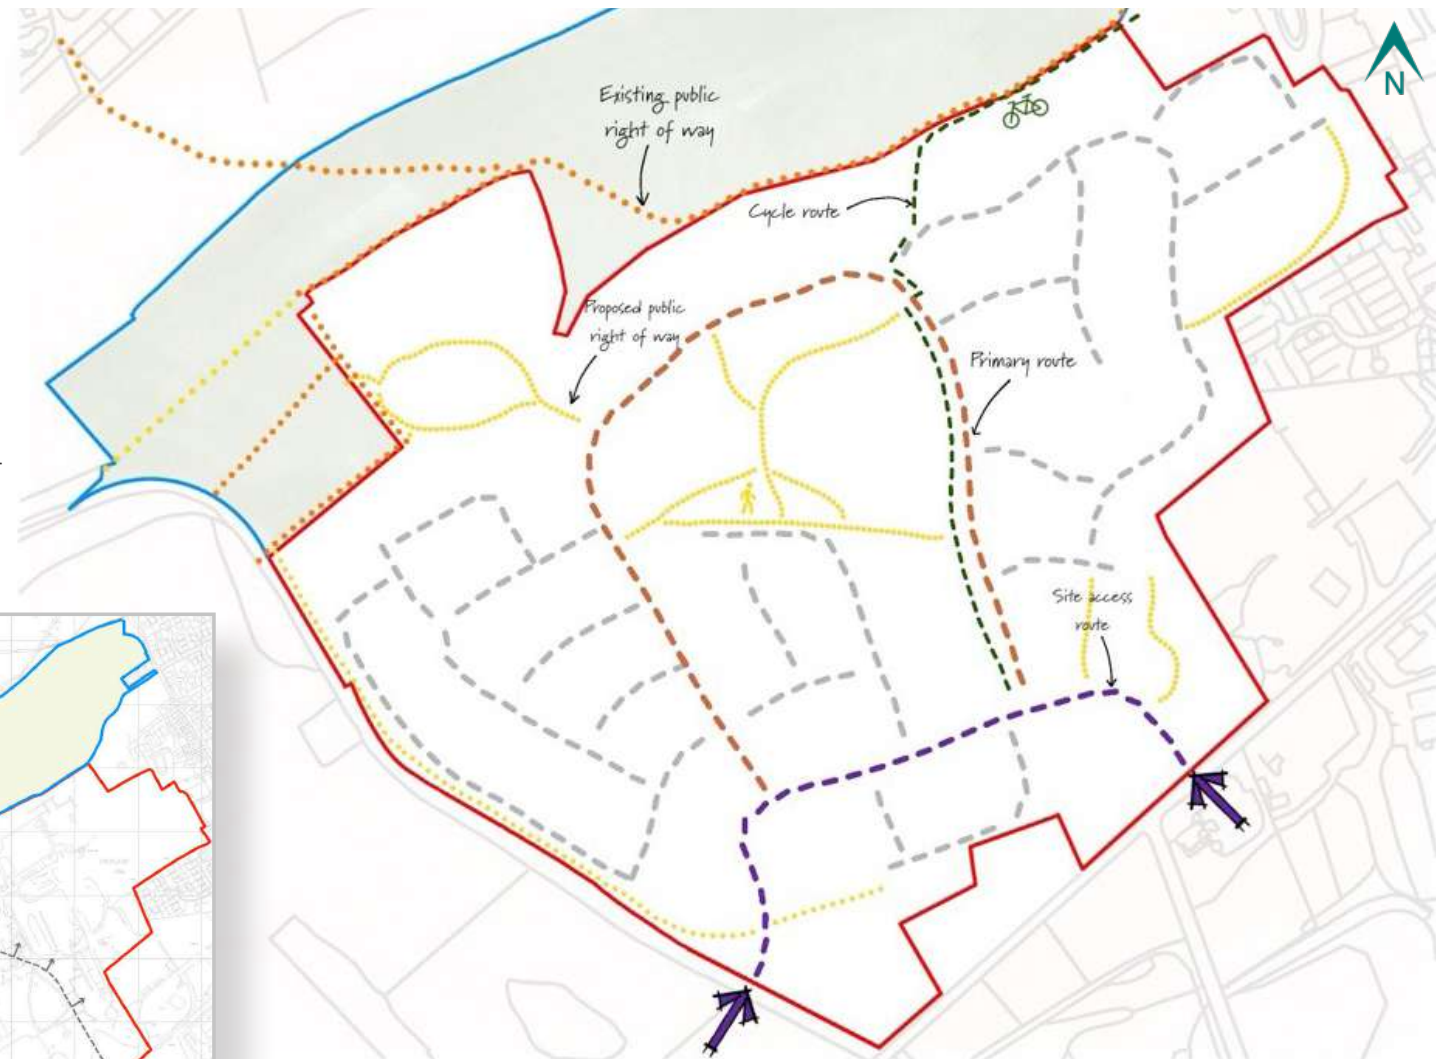 N
Existing public
right of way
Cycle route
Proposed public
right of way
Primary route
Site access
route